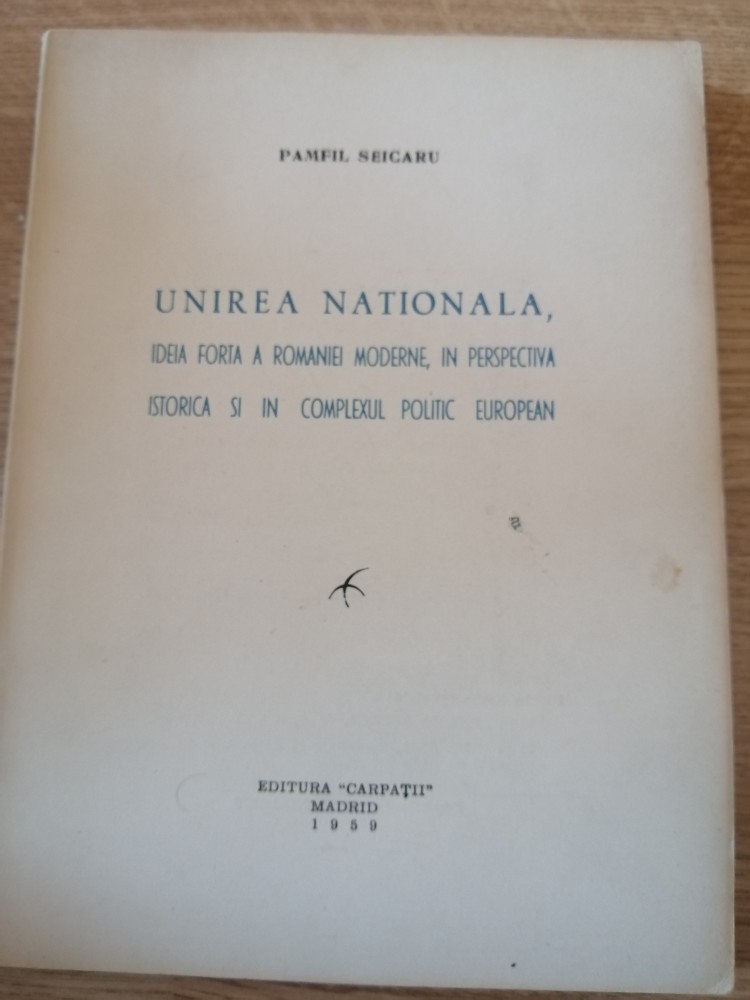 PAMFIL SEICARU
UNIREA NATIONALA,
IDEIA FORTA A ROMANIEI MODERNE, IN PERSPECTIVA
ISTORICA SI IN COMPLEXUL POLITIC EUROPEAN
EDITURA "CARPAȚII"
MADRID
1959